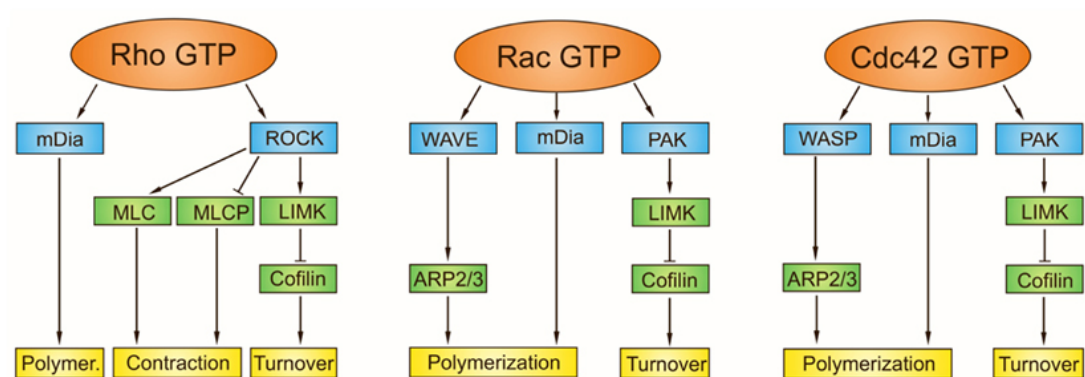 Rho GTP
Rac GTP
Cdc42 GTP
mDia
ROCK
WAVE
mDia
PAK
WASP
mDia
PAK
MLC
MLCP
LIMK
LIMK
LIMK
Cofilin
ARP2/3
Cofilin
ARP2/3
Cofilin
Polymer.
Contraction
Turnover
Polymerization
Turnover
Polymerization
Turnover